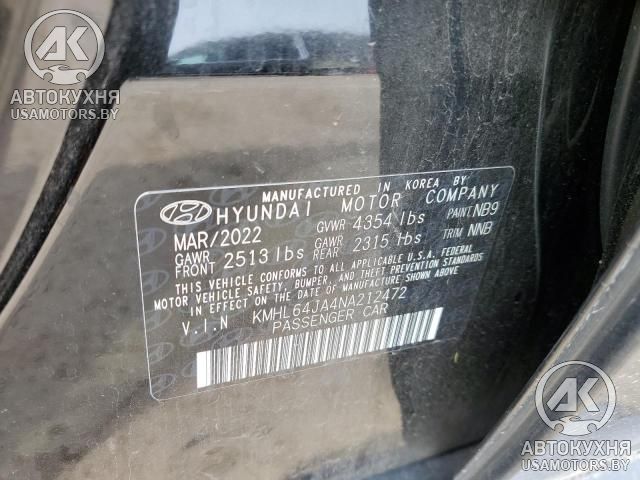 AK
АВТОКУХНЯ
USAMOTORS.BY
MANUFACTURED IN KOREA BY
HYUNDAI MOTOR COMPANY
MAR/2022 GVWR 4354 lbs PAINT NB9
GAWR FRONT 2513 lbs GAWR REAR 2315 lbs TRIM NNB
THIS VEHICLE CONFORMS TO ALL APPLICABLE U.S.A. FEDERAL
MOTOR VEHICLE SAFETY, BUMPER, AND THEFT PREVENTION STANDARDS
IN EFFECT ON THE DATE OF MANUFACTURE SHOWN ABOVE.
V.I.N KMHL64JA4NA212472
PASSENGER CAR
AK
АВТОКУХНЯ
USAMOTORS.BY